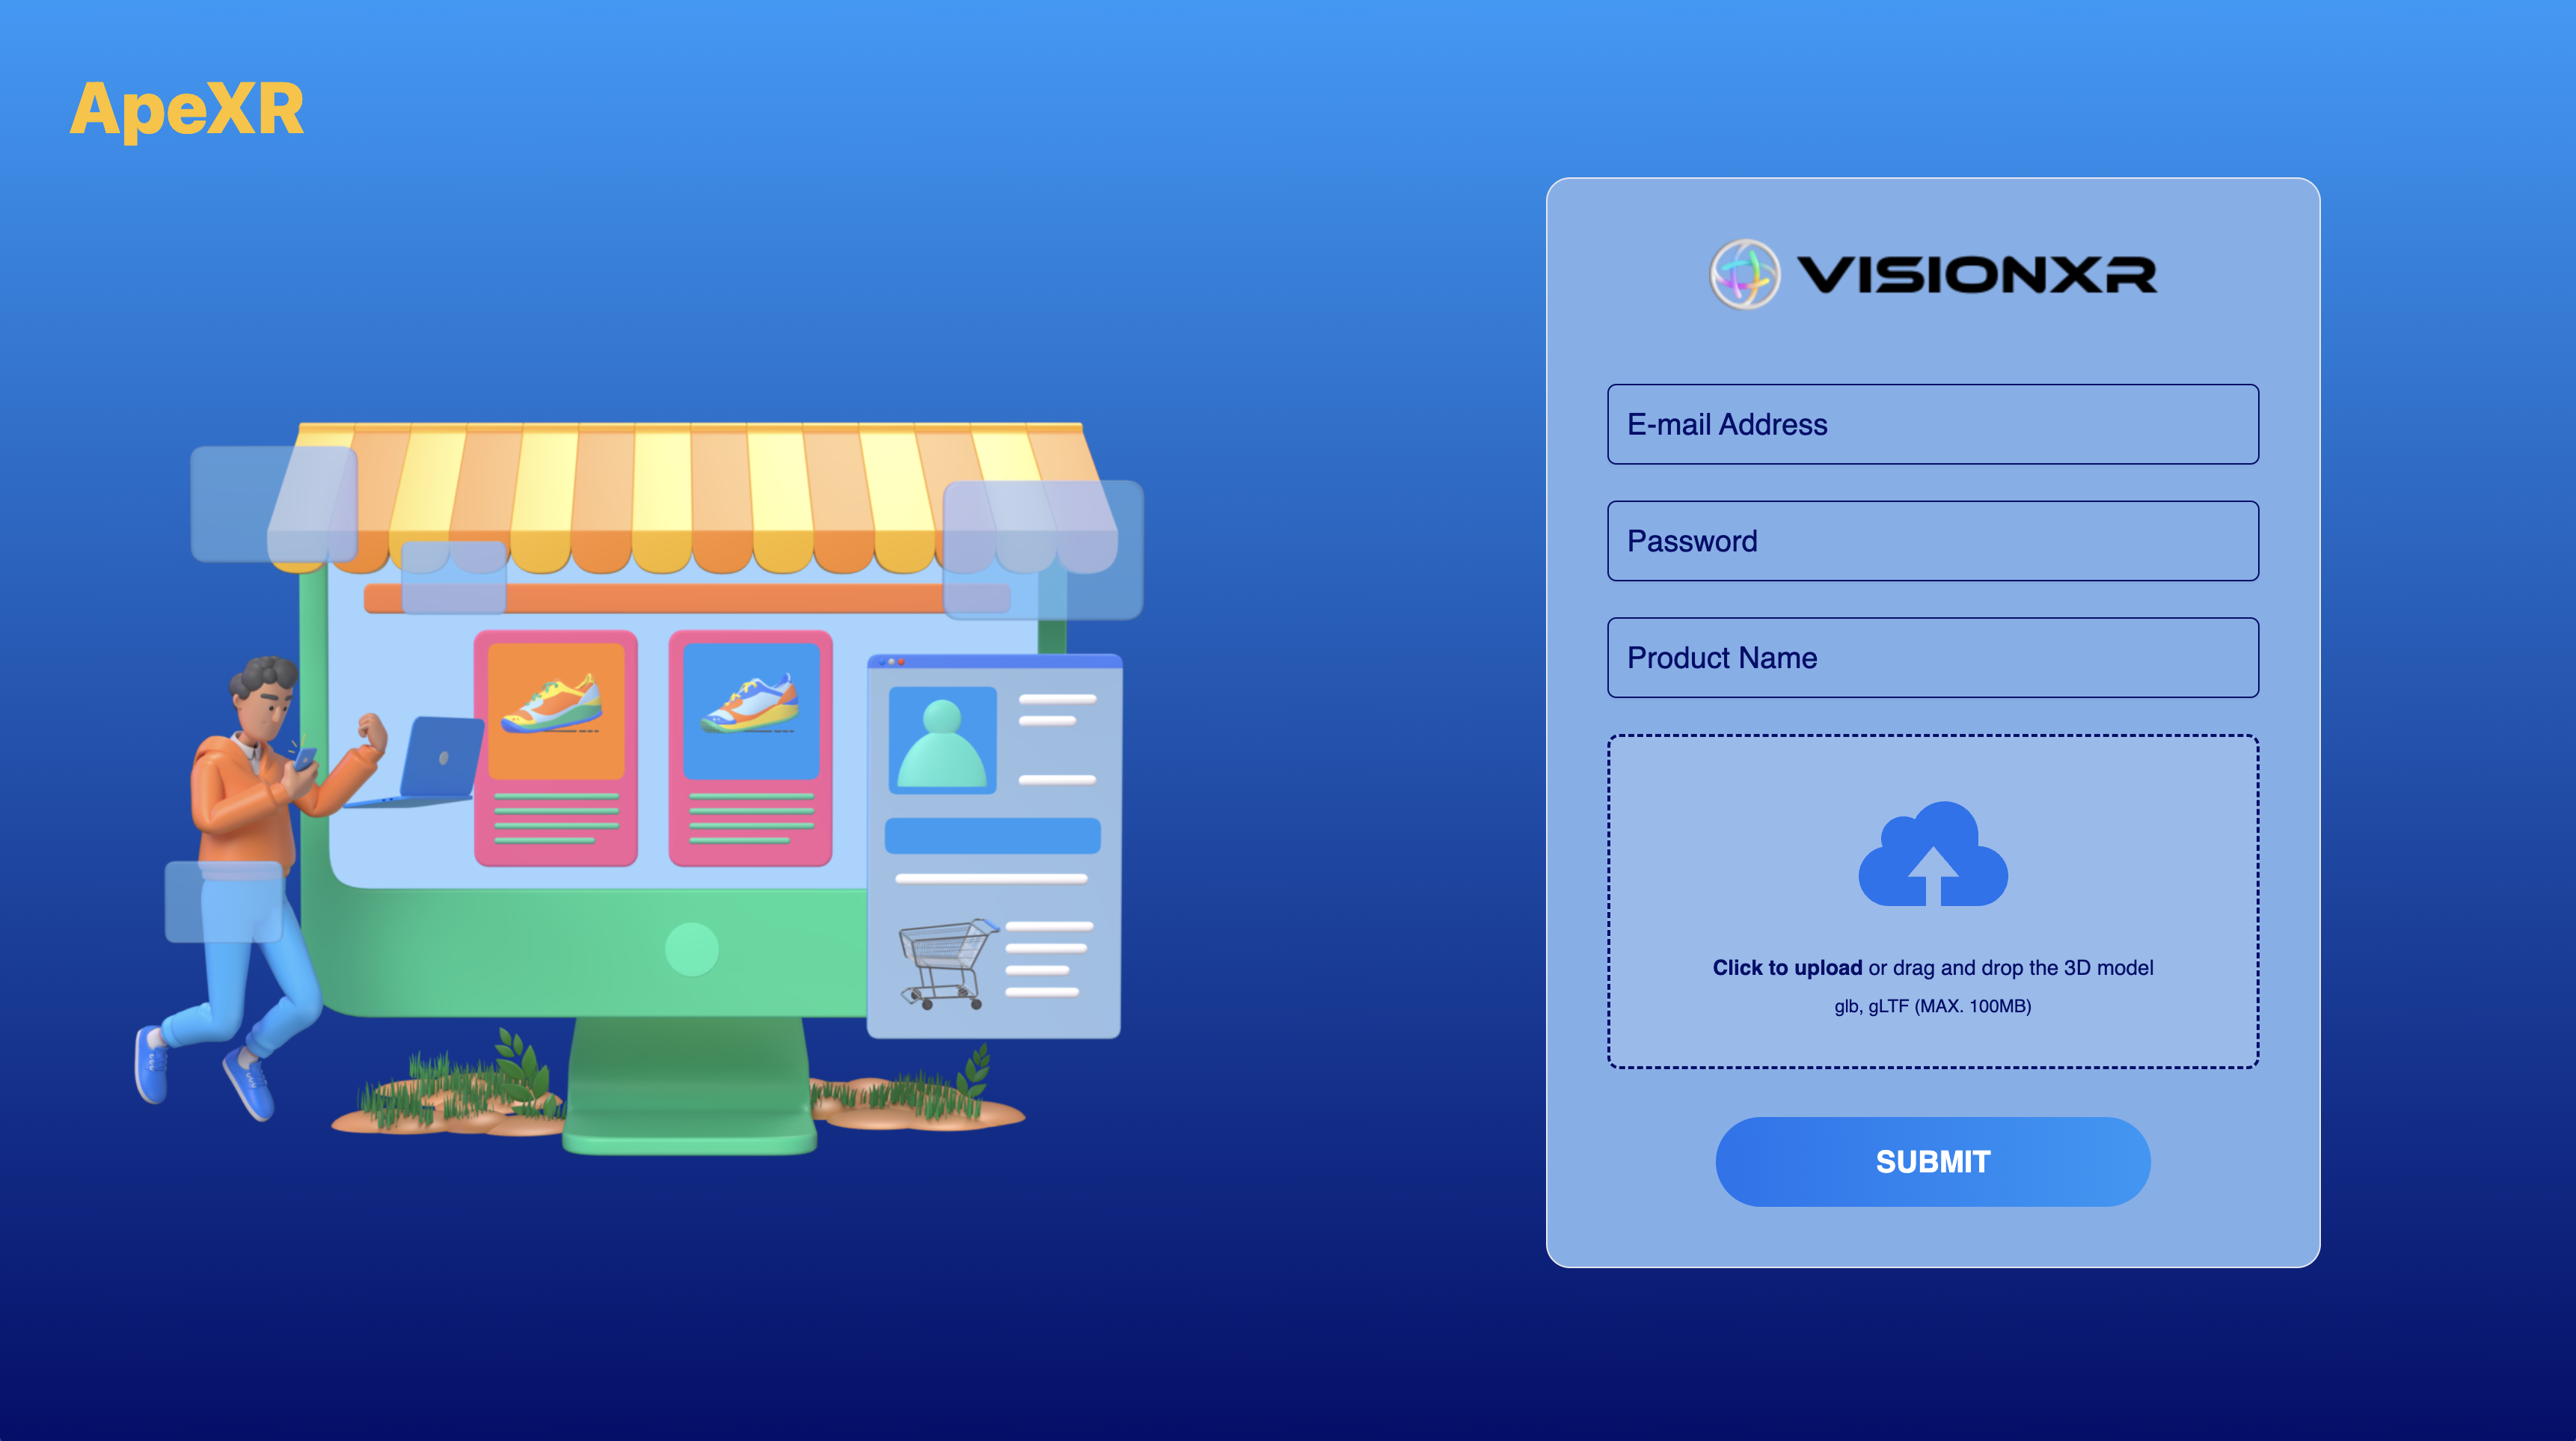 ApeXR
VISIONXR
E-mail Address
Password
Product Name
Click to upload or drag and drop the 3D model
glb, gLTF (MAX. 100MB)
SUBMIT